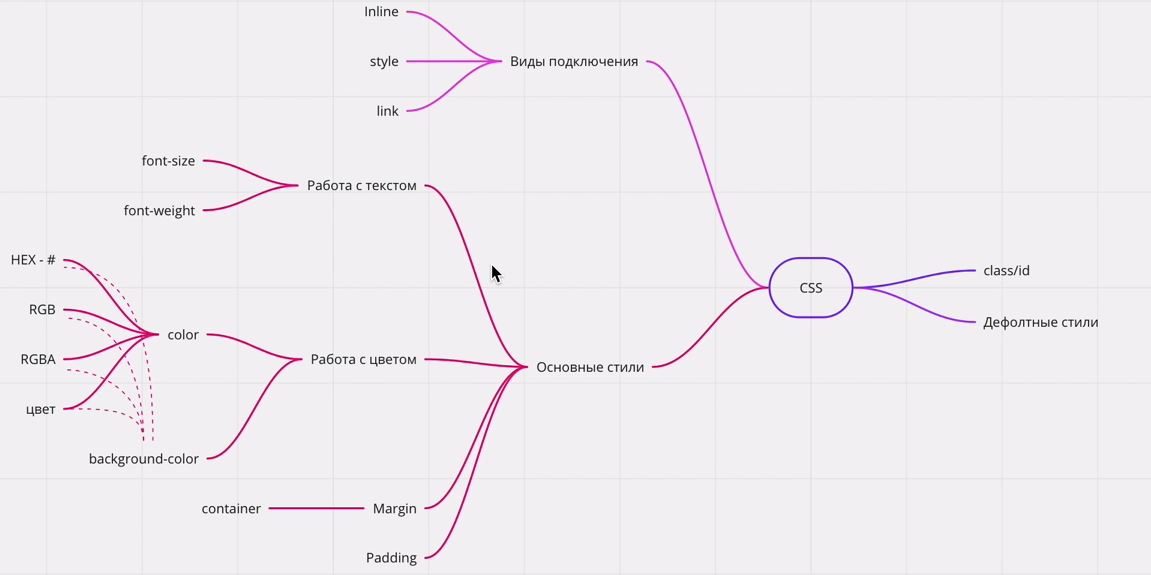 Inline
style
Виды подключения
link
font-size
Работа с текстом
font-weight
HEX - #
RGB
color
RGBA
Работа с цветом
цвет
background-color
Основные стили
container
Margin
Padding
CSS
class/id
Дефолтные стили